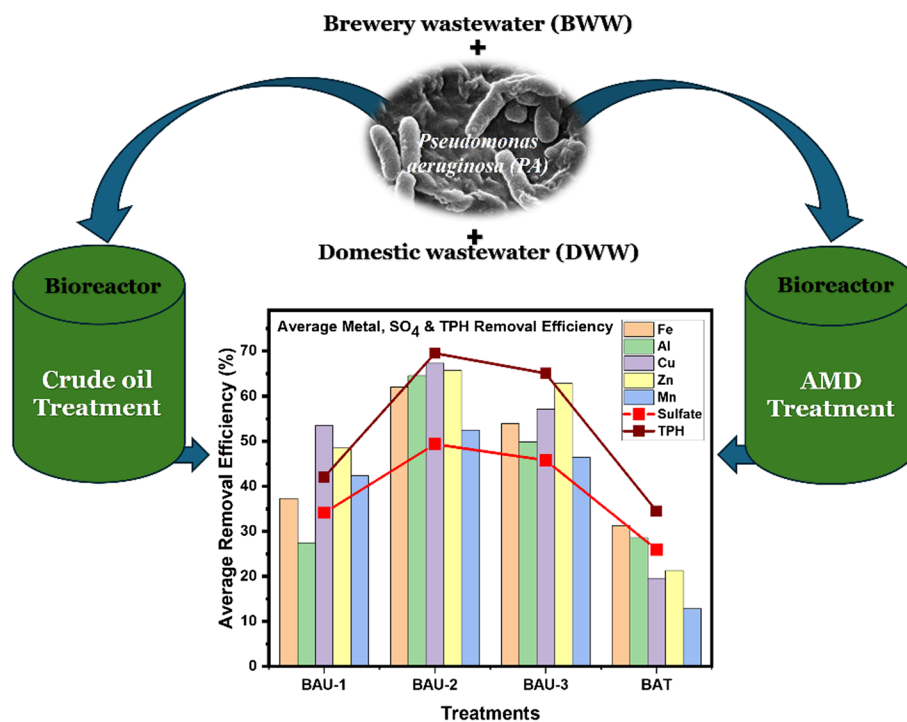 Brewery wastewater (BWW)
+
Pseudomonas
aeruginosa (PA)
+
Domestic wastewater (DWW)
Bioreactor
Crude oil
Treatment
Bioreactor
AMD
Treatment
Average Metal, SO4 & TPH Removal Efficiency
Fe
Al
Cu
Zn
Mn
Sulfate
TPH
Average Removal Efficiency (%)
70
60
50
40
30
20
10
0
BAU-1 BAU-2 BAU-3 BAT
Treatments